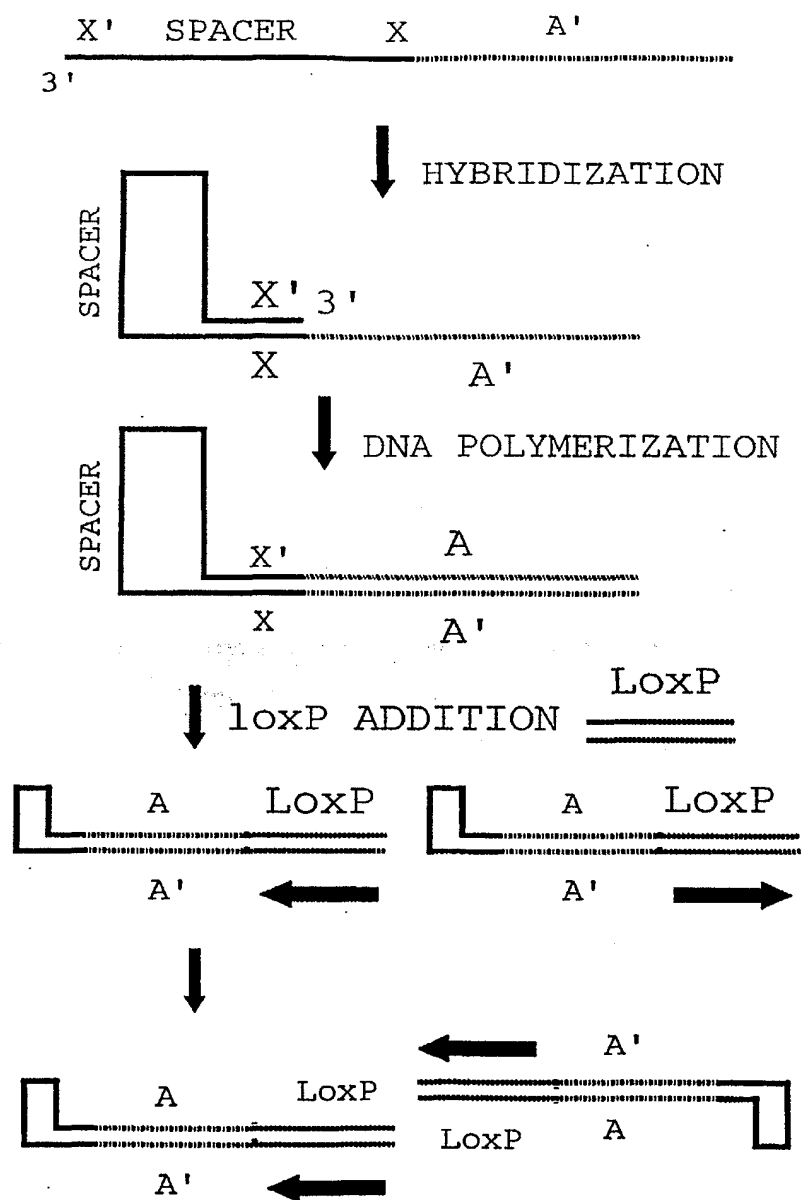 X' SPACER X A'
3'
HYBRIDIZATION
SPACER
X' 3'
X
A'
DNA POLYMERIZATION
SPACER
X'
A
X
A'
LoxP
loxP ADDITION
A LoxP A LoxP
A' A'
A'
A LoxP
LoxP A
A'